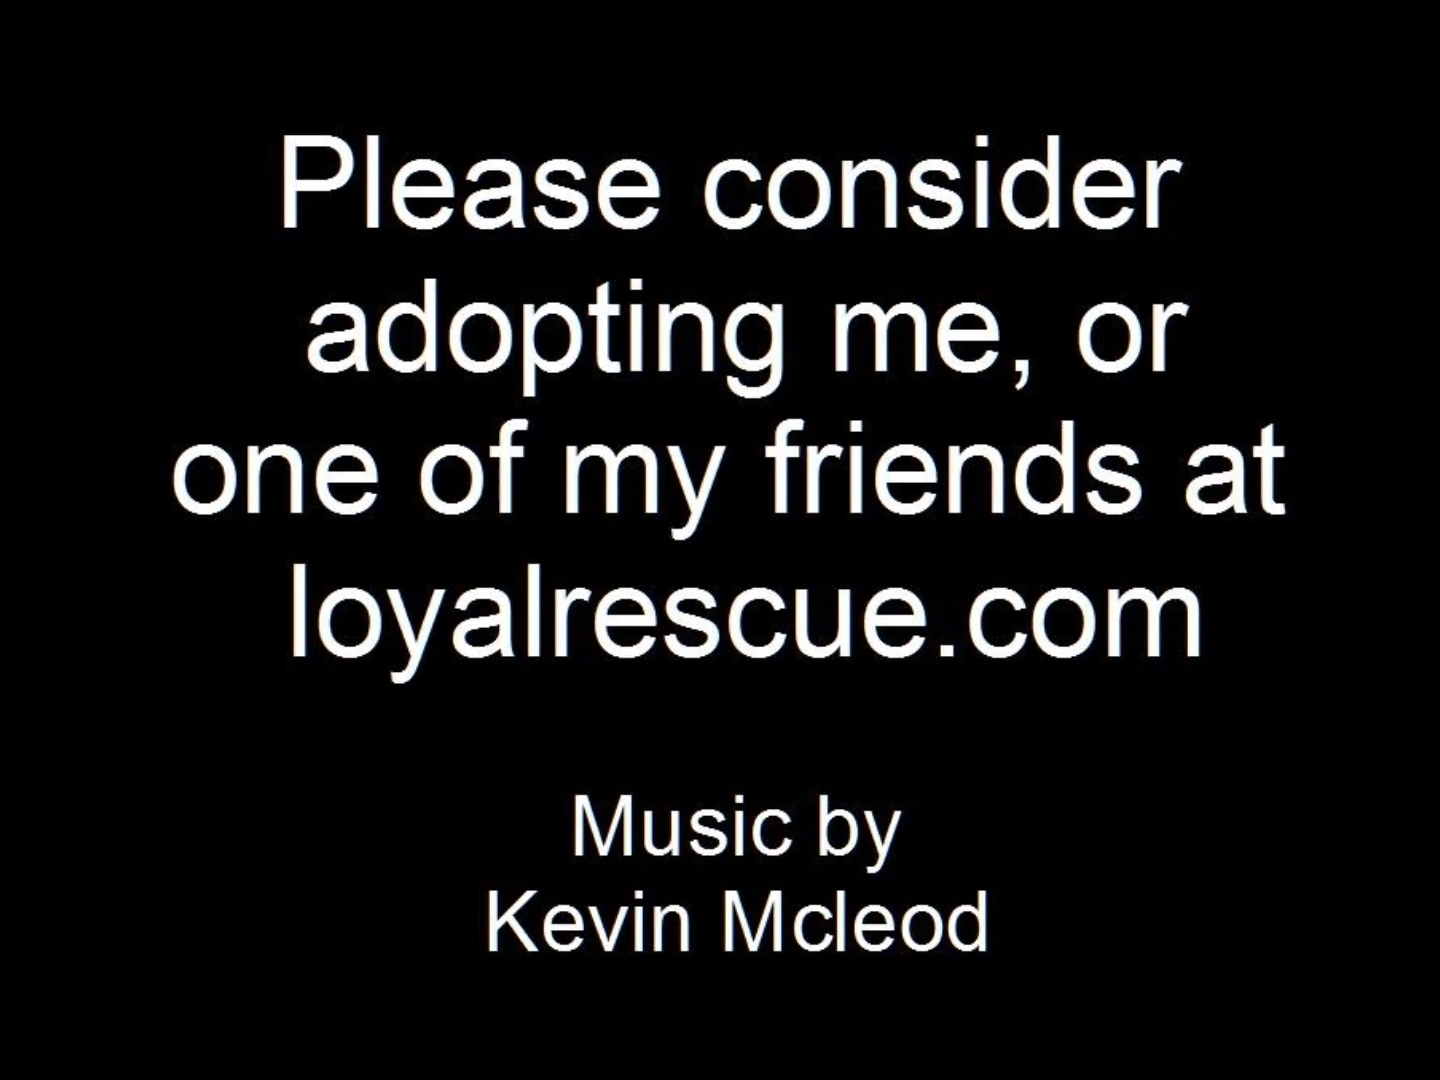 Please consider
adopting me, or
one of my friends at
loyalrescue.com
Music by
Kevin Mcleod